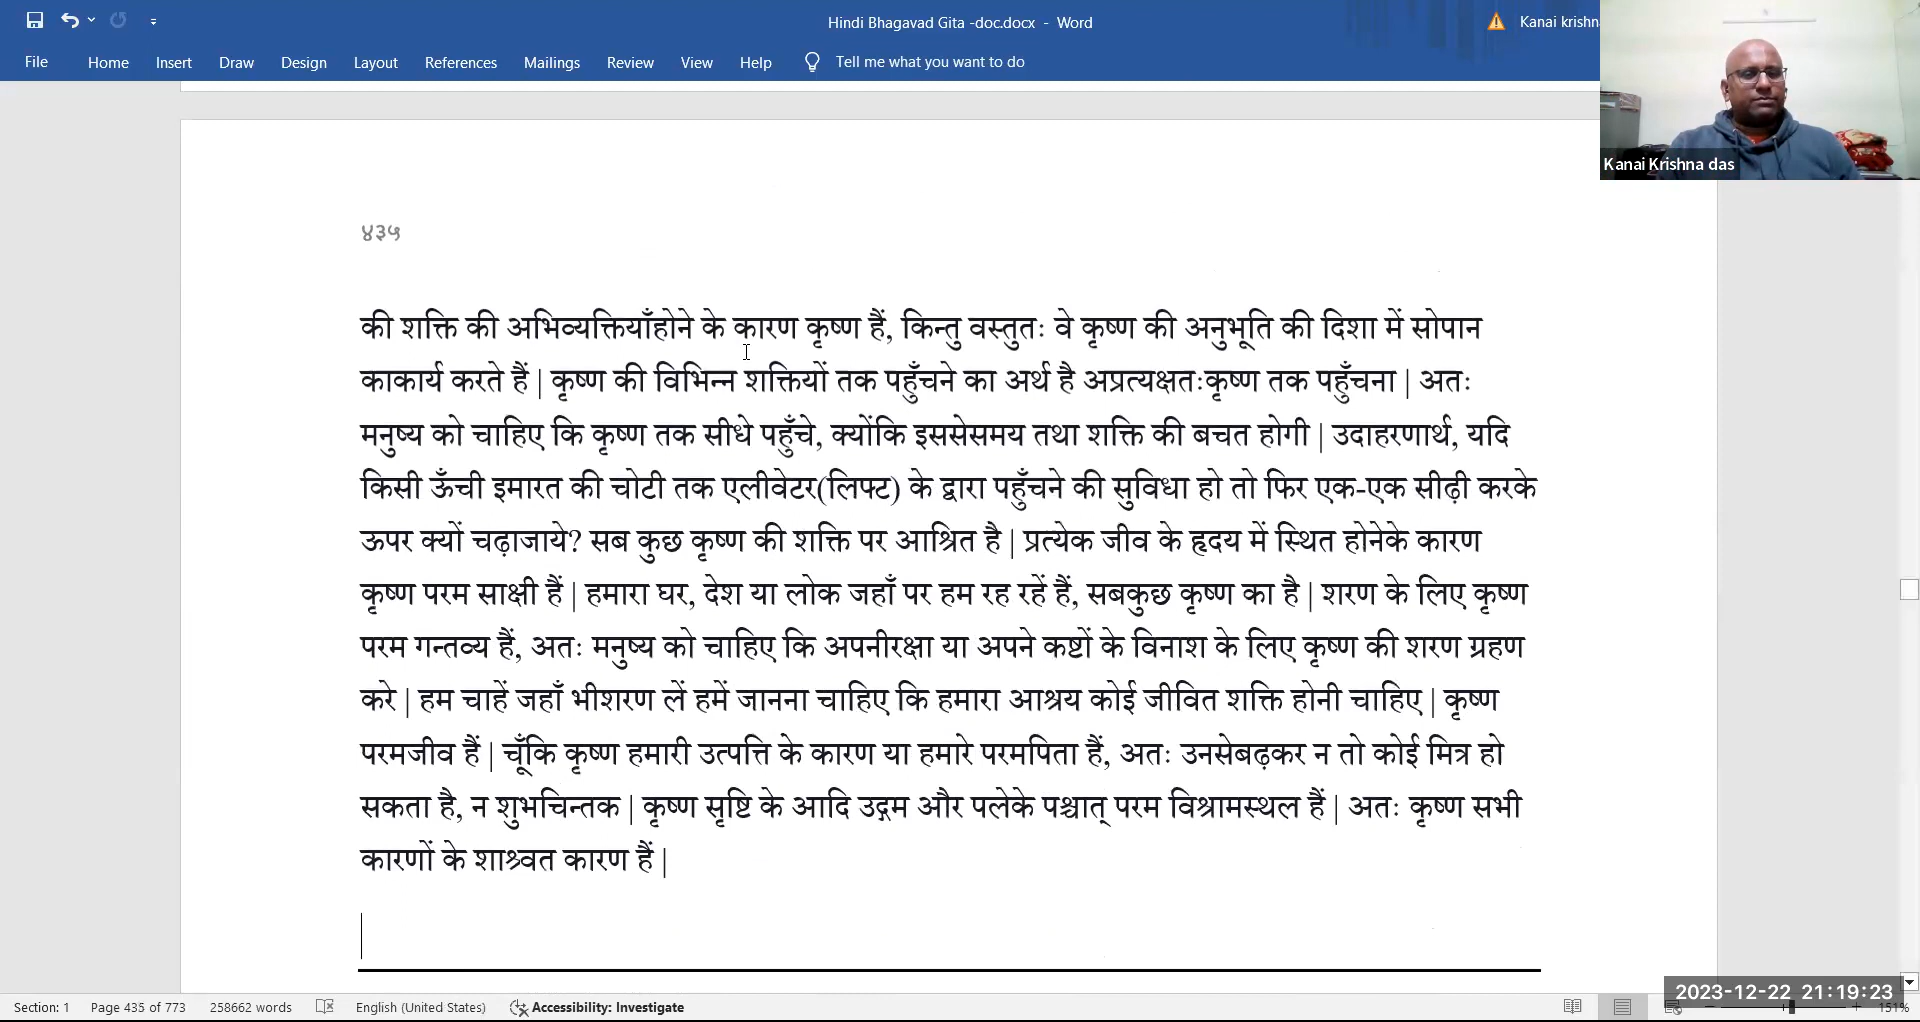 Hindi Bhagavad Gita -doc.docx - Word
Kanai krishn
File Home Insert Draw Design Layout References Mailings Review View Help Tell me what you want to do
Kanai Krishna das
४३५
की शक्ति की अभिव्यक्तियाँहोने के कारण कृष्ण हैं, किन्तु वस्तुतः वे कृष्ण की अनुभूति की दिशा में सोपान
काकार्य करते हैं | कृष्ण की विभिन्न शक्तियों तक पहुँचने का अर्थ है अप्रत्यक्षतःकृष्ण तक पहुँचना | अतः
मनुष्य को चाहिए कि कृष्ण तक सीधे पहुँचे, क्योंकि इससेसमय तथा शक्ति की बचत होगी | उदाहरणार्थ, यदि
किसी ऊँची इमारत की चोटी तक एलीवेटर(लिफ्ट) के द्वारा पहुँचने की सुविधा हो तो फिर एक-एक सीढ़ी करके
ऊपर क्यों चढ़ाजाये? सब कुछ कृष्ण की शक्ति पर आश्रित है | प्रत्येक जीव के हृदय में स्थित होनेके कारण
कृष्ण परम साक्षी हैं | हमारा घर, देश या लोक जहाँ पर हम रह रहें हैं, सबकुछ कृष्ण का है | शरण के लिए कृष्ण
परम गन्तव्य हैं, अतः मनुष्य को चाहिए कि अपनीरक्षा या अपने कष्टों के विनाश के लिए कृष्ण की शरण ग्रहण
करे | हम चाहें जहाँ भीशरण लें हमें जानना चाहिए कि हमारा आश्रय कोई जीवित शक्ति होनी चाहिए | कृष्ण
परमजीव हैं | चूँकि कृष्ण हमारी उत्पत्ति के कारण या हमारे परमपिता हैं, अतः उनसेबढ़कर न तो कोई मित्र हो
सकता है, न शुभचिन्तक | कृष्ण सृष्टि के आदि उद्गम और पलेके पश्चात् परम विश्रामस्थल हैं | अतः कृष्ण सभी
कारणों के शाश्र्वत कारण हैं |
Section: 1 Page 435 of 773 258662 words English (United States) Accessibility: Investigate 151%
2023-12-22 21:19:23